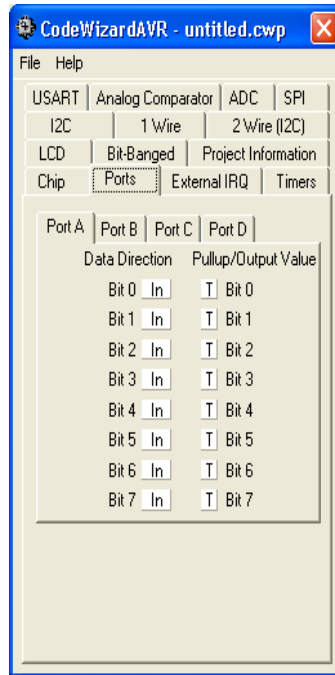 CodeWizardAVR - untitled.cwp
File Help
USART Analog Comparator ADC SPI
I2C 1 Wire 2 Wire (I2C)
LCD Bit-Banged Project Information
Chip Ports External IRQ Timers
Port A Port B Port C Port D
Data Direction Pullup/Output Value
Bit 0 In T Bit 0
Bit 1 In T Bit 1
Bit 2 In T Bit 2
Bit 3 In T Bit 3
Bit 4 In T Bit 4
Bit 5 In T Bit 5
Bit 6 In T Bit 6
Bit 7 In T Bit 7